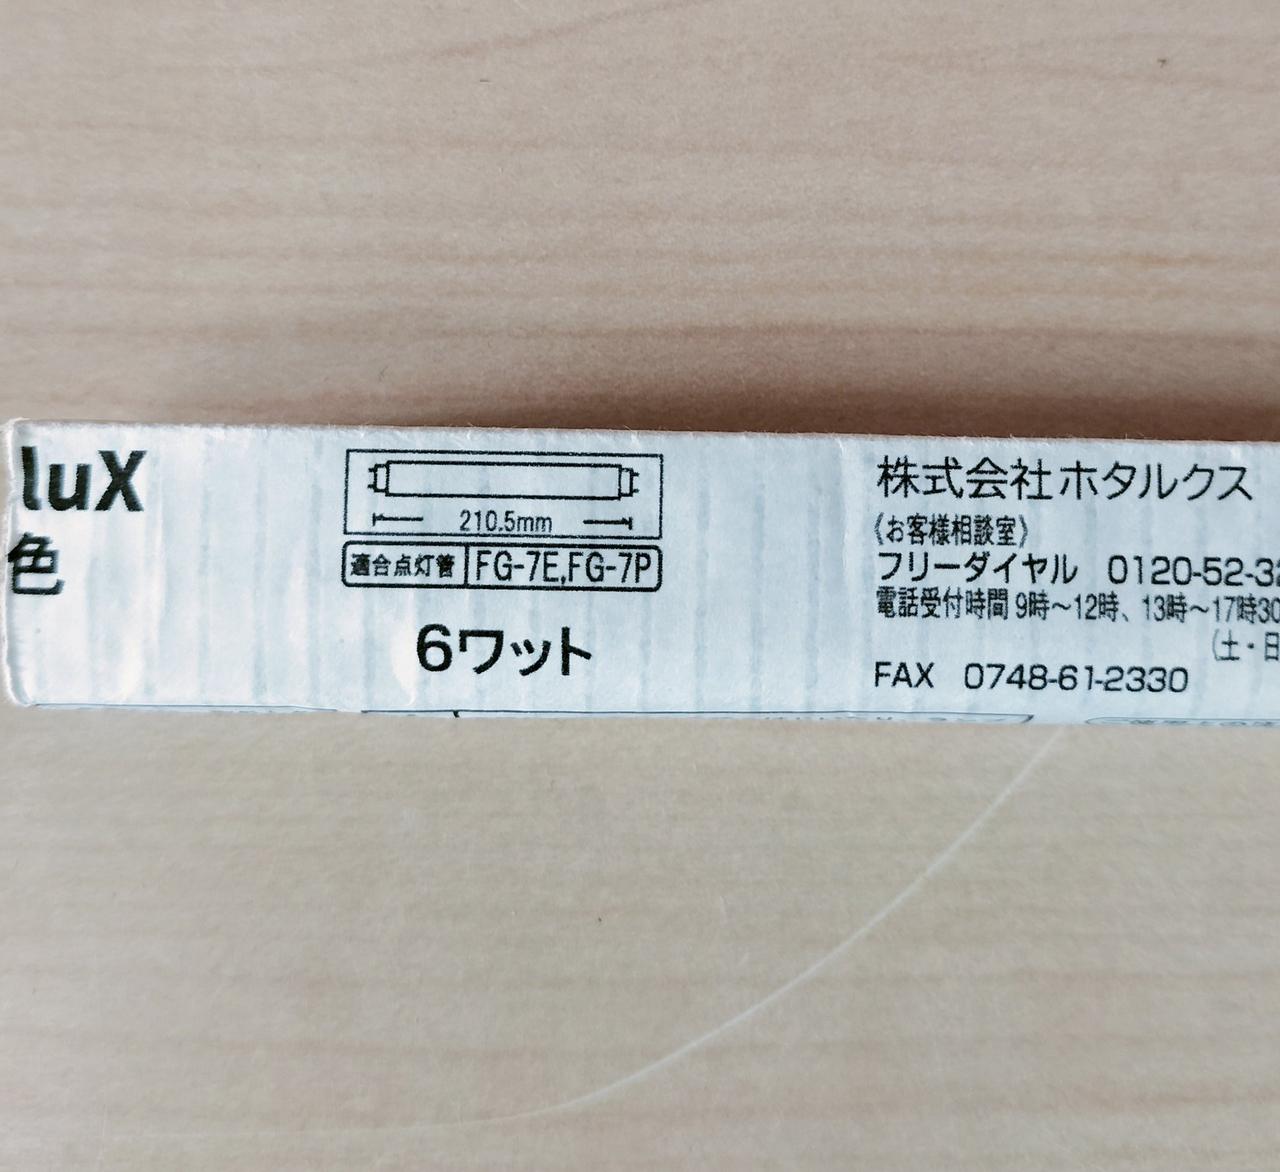 luX
色
210.5mm
適合点灯管 FG-7E,FG-7P
6ワット
株式会社ホタルクス
《お客様相談室》
フリーダイヤル 0120-52-32
電話受付時間 9時～12時、13時～17時30
(土・日
FAX 0748-61-2330